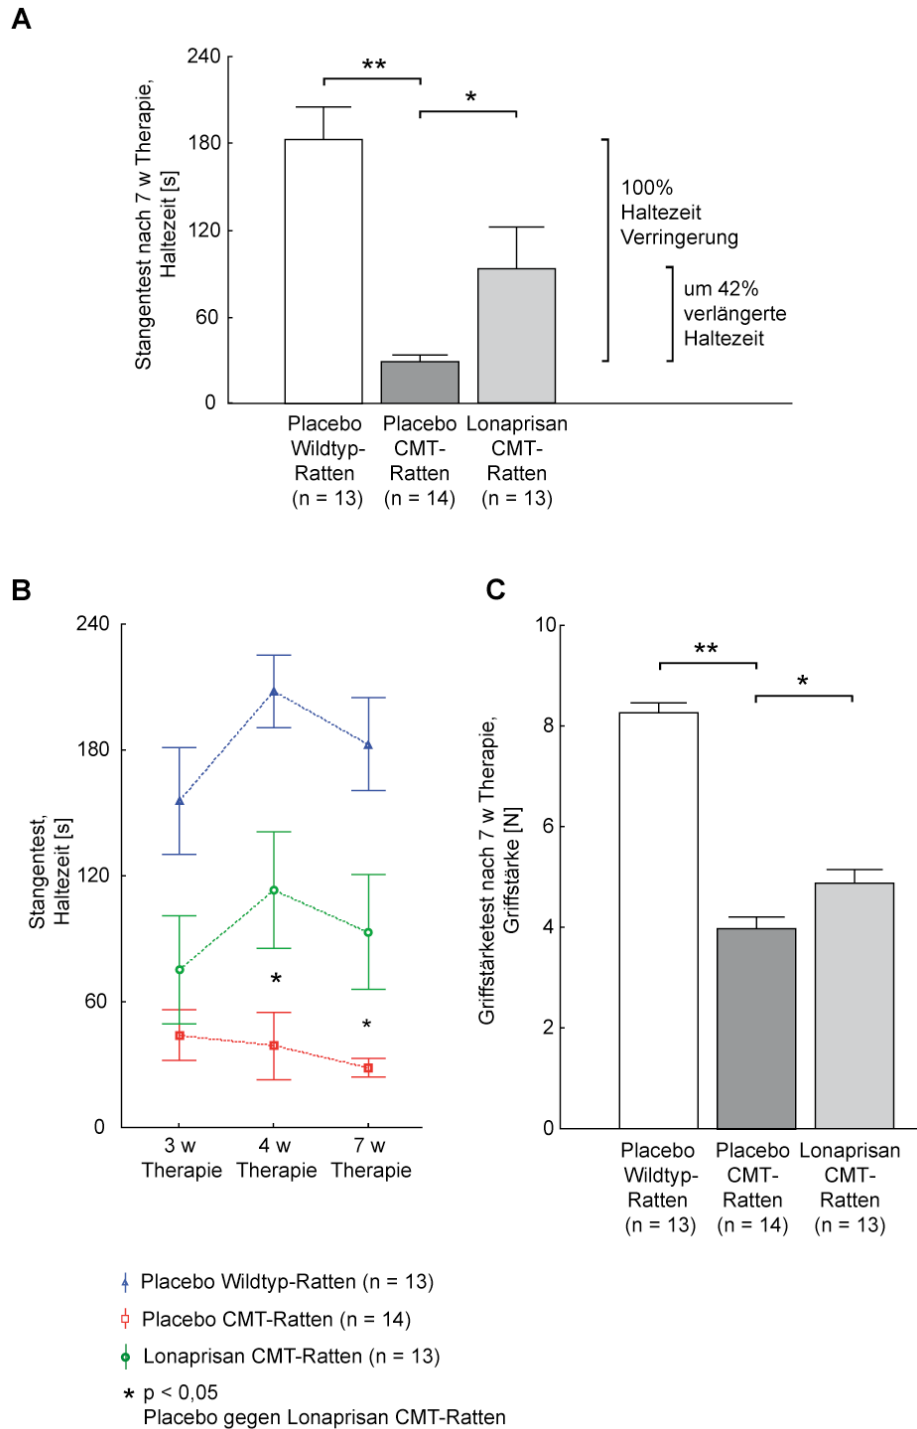 A
Stangentest nach 7 w Therapie,
Haltezeit [s]
240
180
120
60
0
**
*
100%
Haltezeit
Verringerung
um 42%
verlängerte
Haltezeit
Placebo Placebo Lonaprisan
Wildtyp- CMT- CMT-
Ratten Ratten Ratten
(n = 13) (n = 14) (n = 13)
B
Stangentest,
Haltezeit [s]
240
180
120
60
0
*
*
3 w 4 w 7 w
Therapie Therapie Therapie
Placebo Wildtyp-Ratten (n = 13)
Placebo CMT-Ratten (n = 14)
Lonaprisan CMT-Ratten (n = 13)
* p < 0,05
Placebo gegen Lonaprisan CMT-Ratten
C
Griffstärketest nach 7 w Therapie,
Griffstärke [N]
10
8
6
4
2
0
**
*
Placebo Placebo Lonaprisan
Wildtyp- CMT- CMT-
Ratten Ratten Ratten
(n = 13) (n = 14) (n = 13)